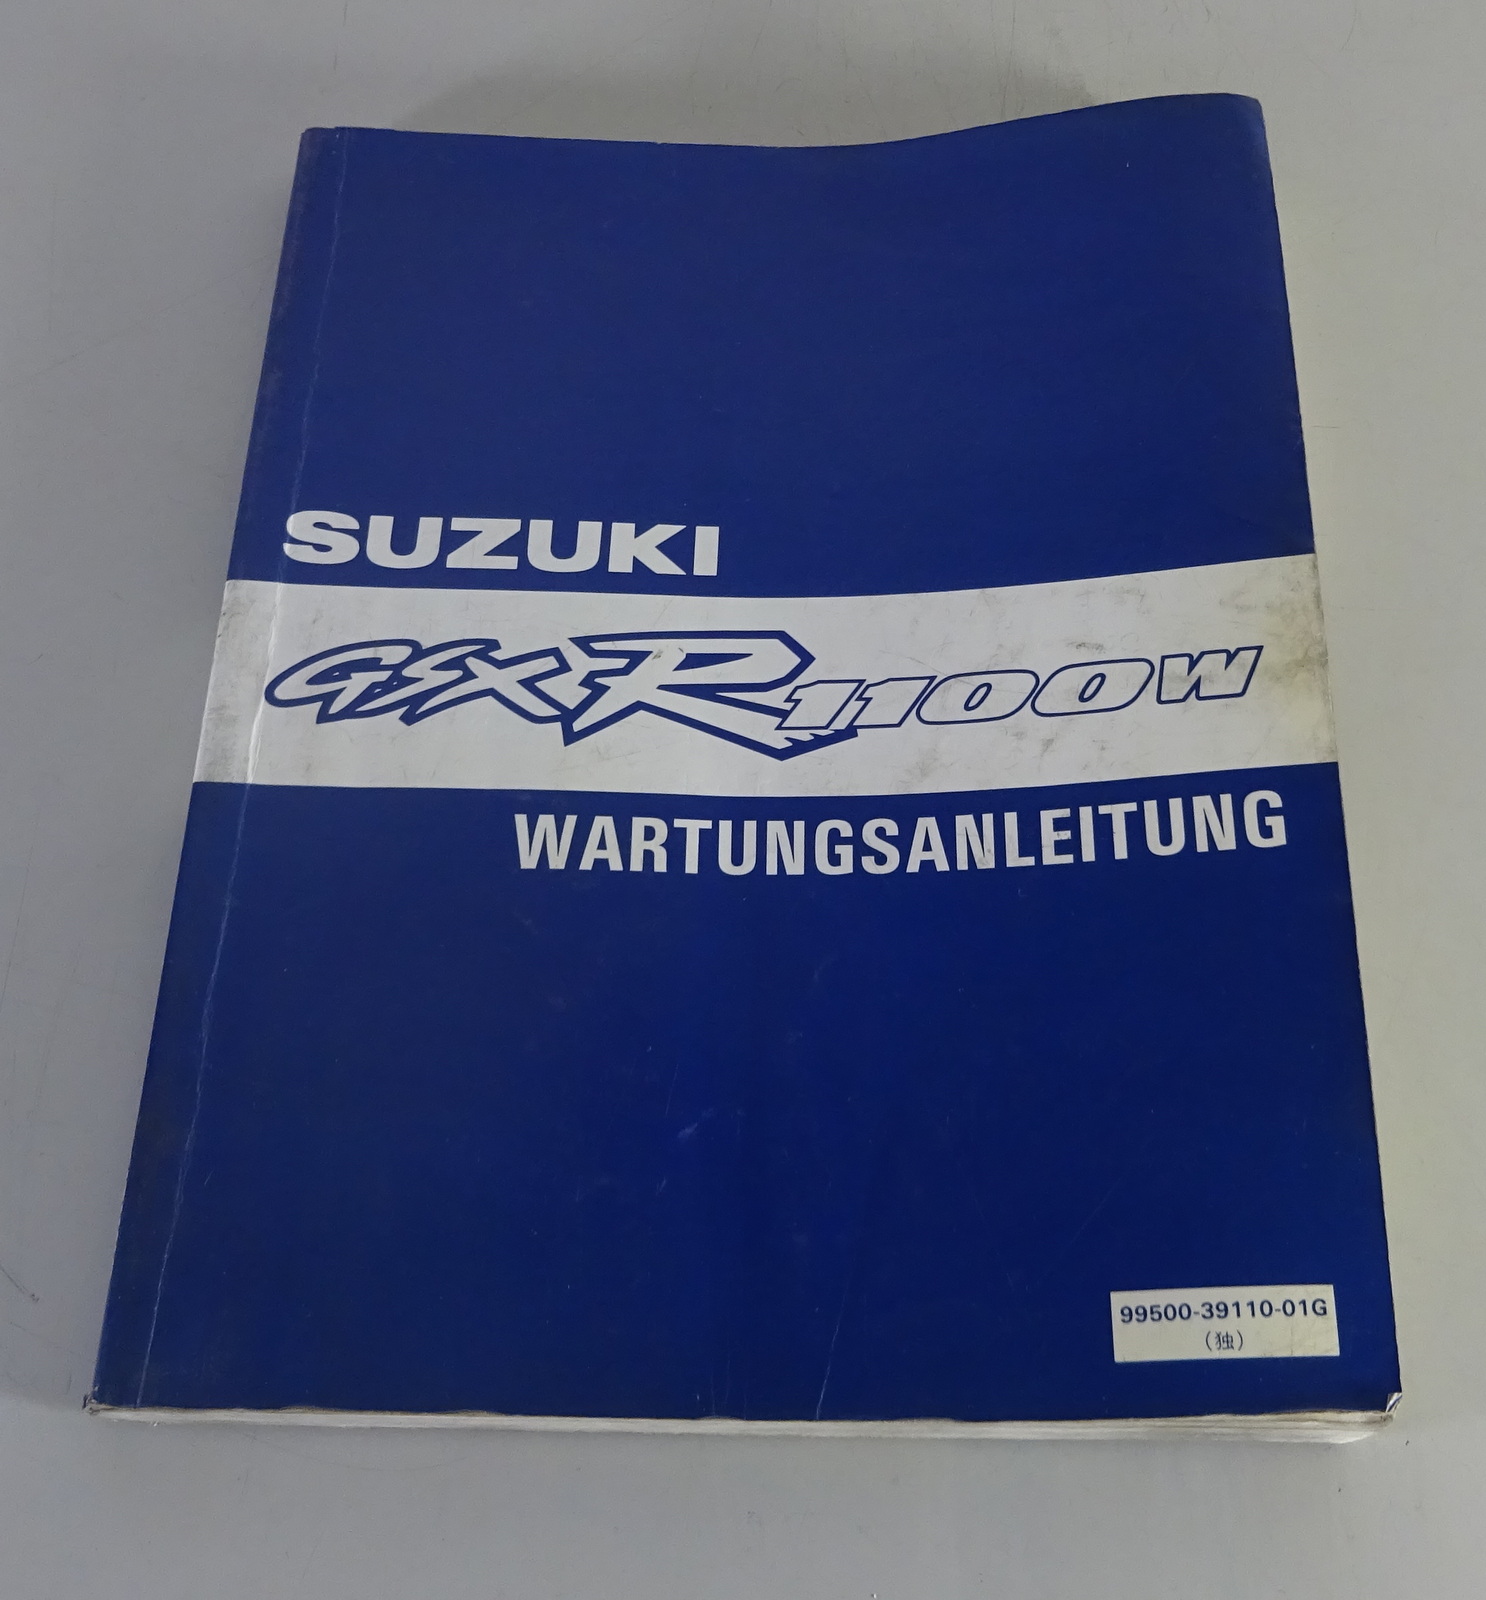 SUZUKI
GSX-R1100W
WARTUNGSANLEITUNG
99500-39110-01G
(独)